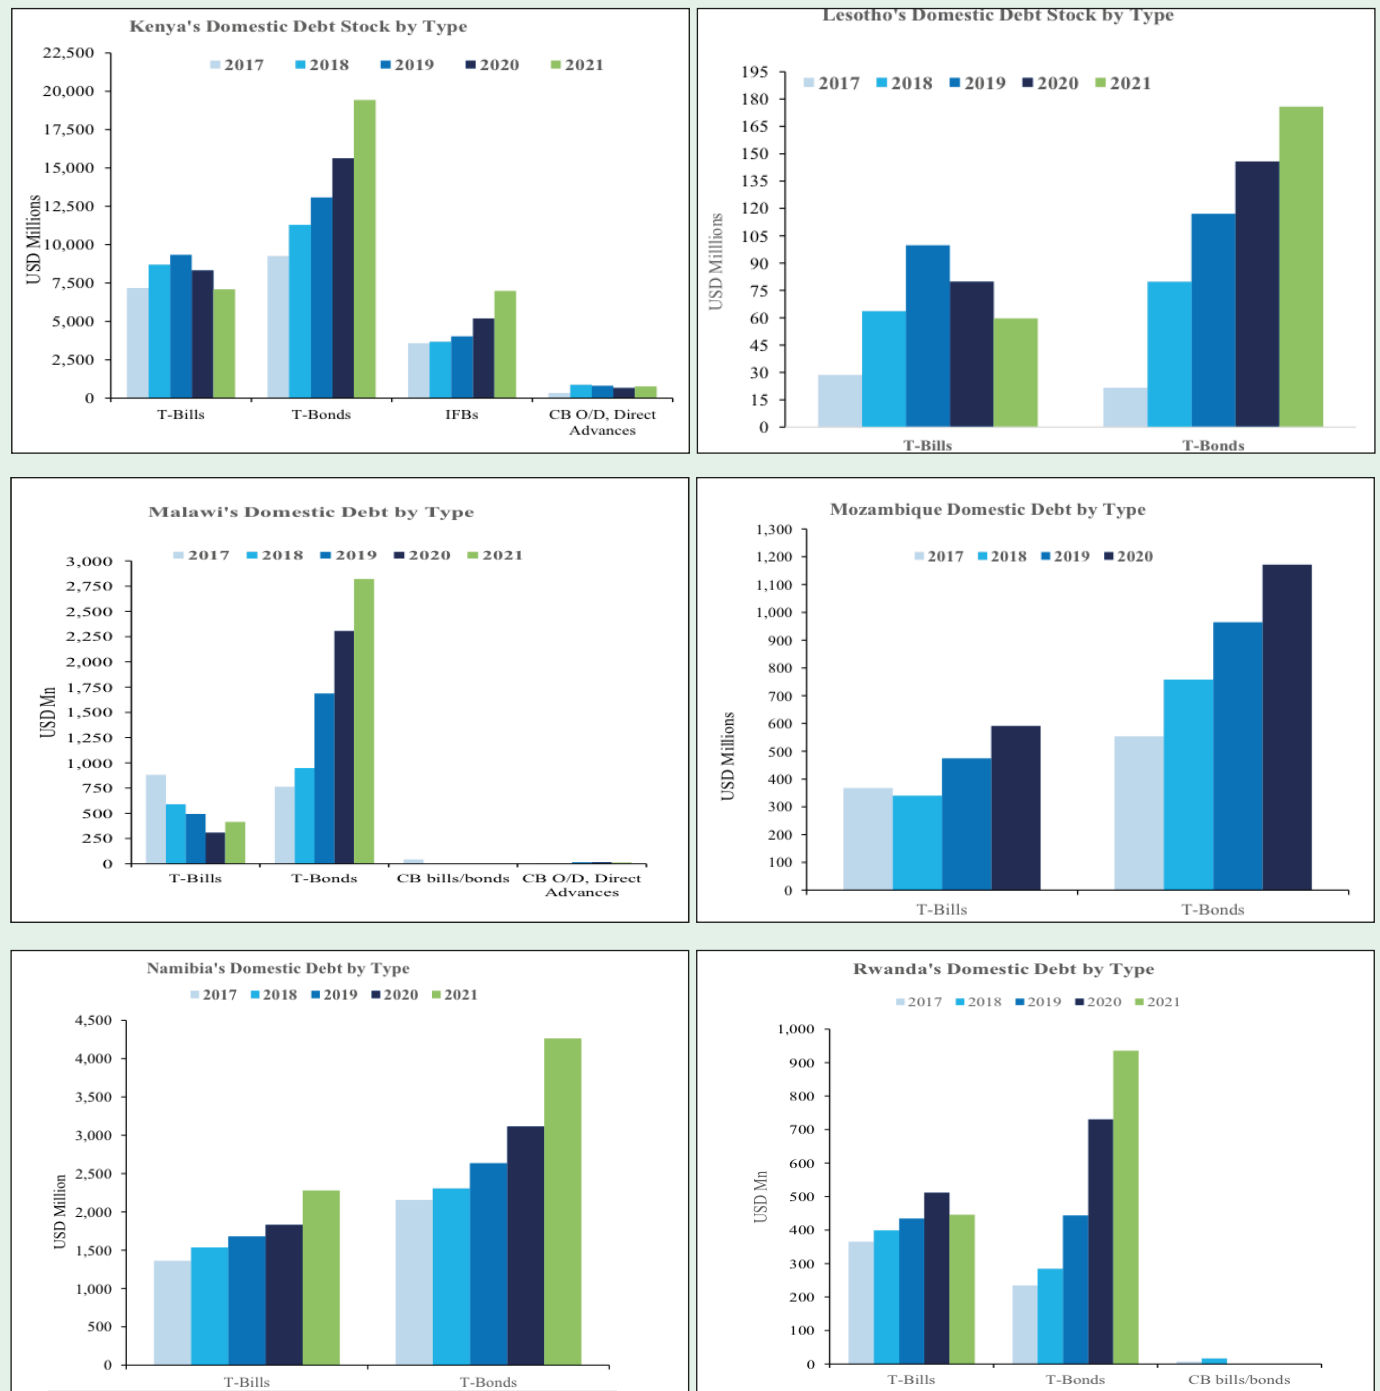 Kenya's Domestic Debt Stock by Type
2017 2018 2019 2020 2021
22,500
20,000
17,500
15,000
12,500
10,000
7,500
5,000
2,500
0
USD Millions
T-Bills T-Bonds IFBs CB O/D, Direct
Advances
Lesotho's Domestic Debt Stock by Type
2017 2018 2019 2020 2021
195
180
165
150
135
120
105
90
75
60
45
30
15
0
USD Milllions
T-Bills T-Bonds
Malawi's Domestic Debt by Type
2017 2018 2019 2020 2021
3,000
2,750
2,500
2,250
2,000
1,750
1,500
1,250
1,000
750
500
250
0
USD Mn
T-Bills T-Bonds CB bills/bonds CB O/D, Direct
Advances
Mozambique Domestic Debt by Type
2017 2018 2019 2020
1,300
1,200
1,100
1,000
900
800
700
600
500
400
300
200
100
0
USD Millions
T-Bills T-Bonds
Namibia's Domestic Debt by Type
2017 2018 2019 2020 2021
4,500
4,000
3,500
3,000
2,500
2,000
1,500
1,000
500
0
USD Million
T-Bills T-Bonds
Rwanda's Domestic Debt by Type
2017 2018 2019 2020 2021
1,000
900
800
700
600
500
400
300
200
100
0
USD Mn
T-Bills T-Bonds CB bills/bonds